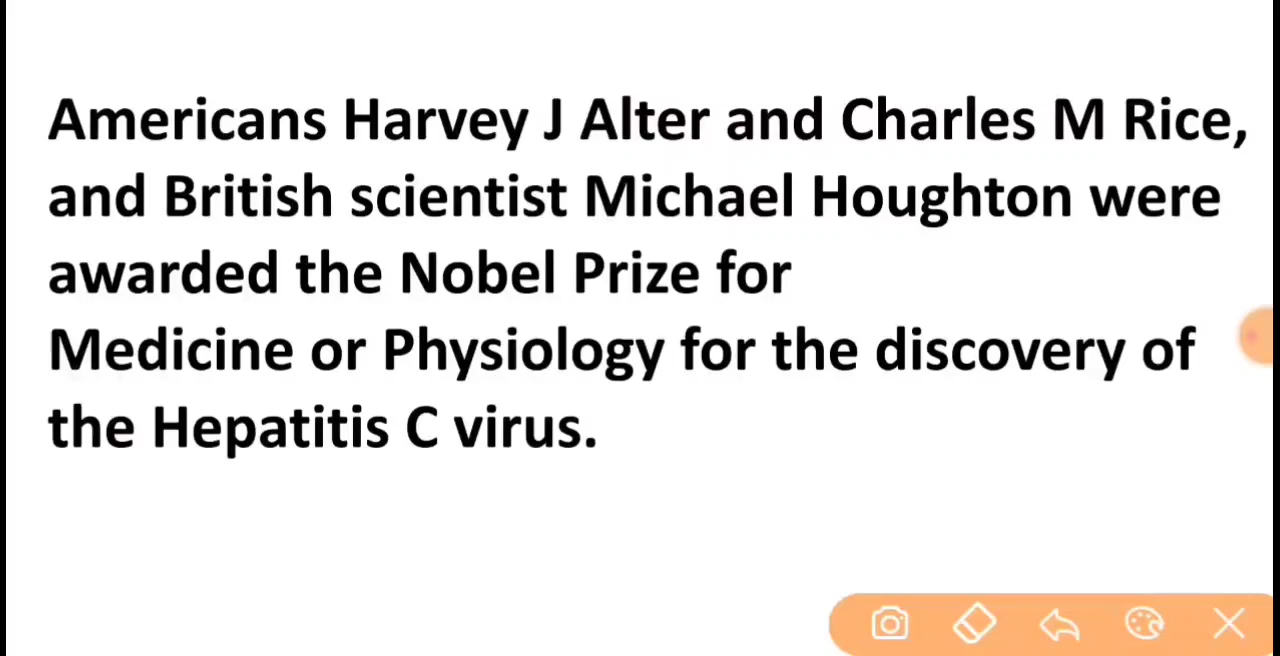 Americans Harvey J Alter and Charles M Rice,
and British scientist Michael Houghton were
awarded the Nobel Prize for
Medicine or Physiology for the discovery of
the Hepatitis C virus.